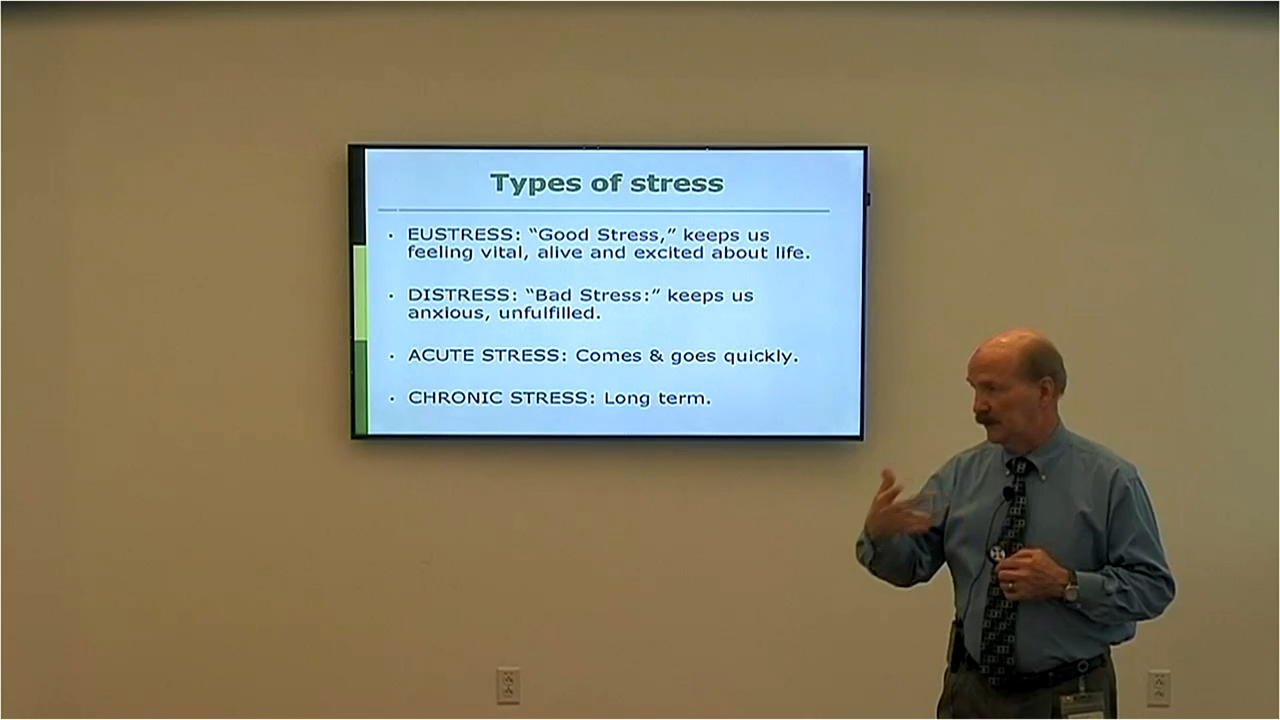 Types of stress
• EUSTRESS: “Good Stress,” keeps us
feeling vital, alive and excited about life.
• DISTRESS: “Bad Stress:” keeps us
anxious, unfulfilled.
• ACUTE STRESS: Comes & goes quickly.
• CHRONIC STRESS: Long term.